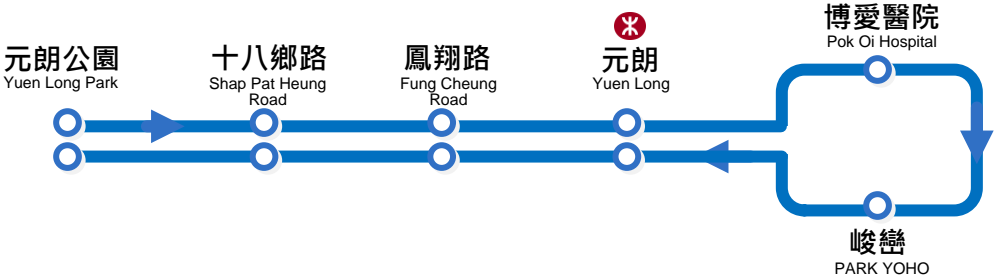 元朗公園
Yuen Long Park
十八鄉路
Shap Pat Heung
Road
鳳翔路
Fung Cheung
Road
元朗
Yuen Long
博愛醫院
Pok Oi Hospital
峻巒
PARK YOHO